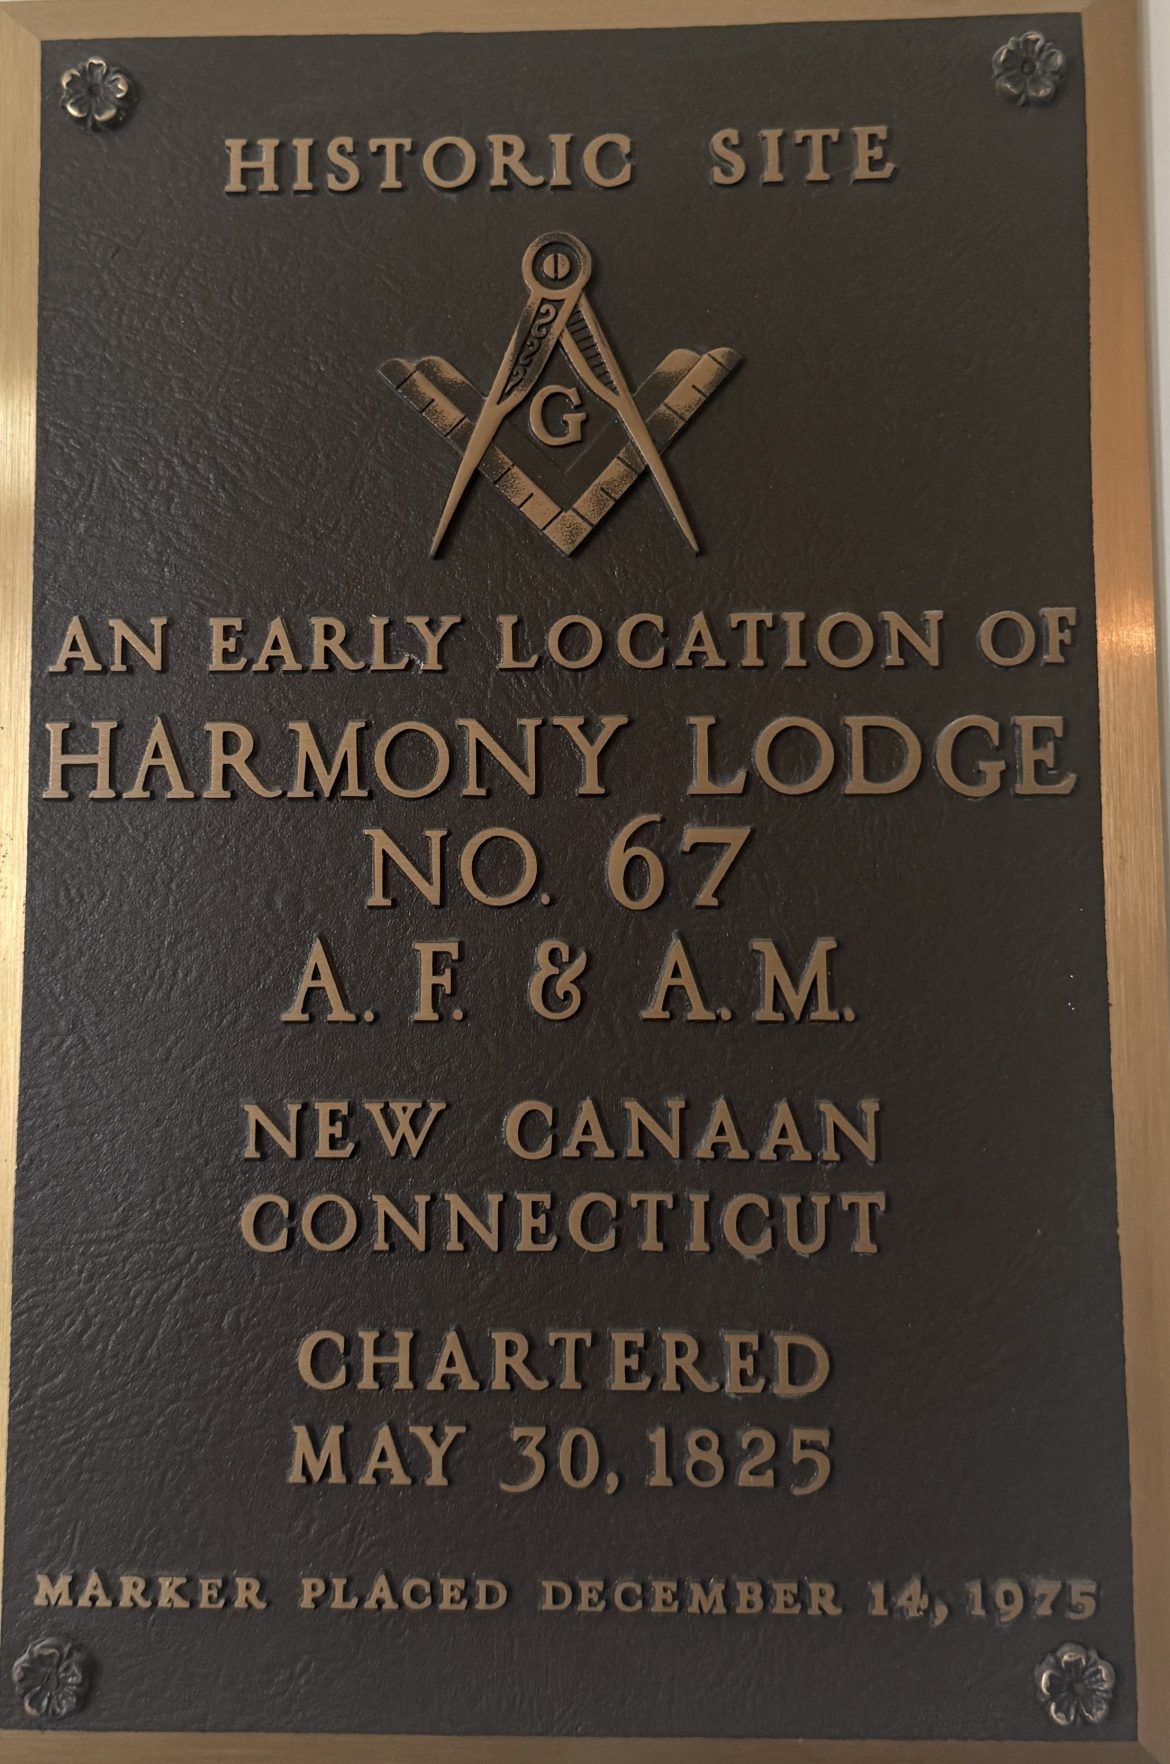 HISTORIC SITE
G
AN EARLY LOCATION OF
HARMONY LODGE
NO. 67
A. F. & A. M.
NEW CANAAN
CONNECTICUT
CHARTERED
MAY 30, 1825
MARKER PLACED DECEMBER 14, 1975